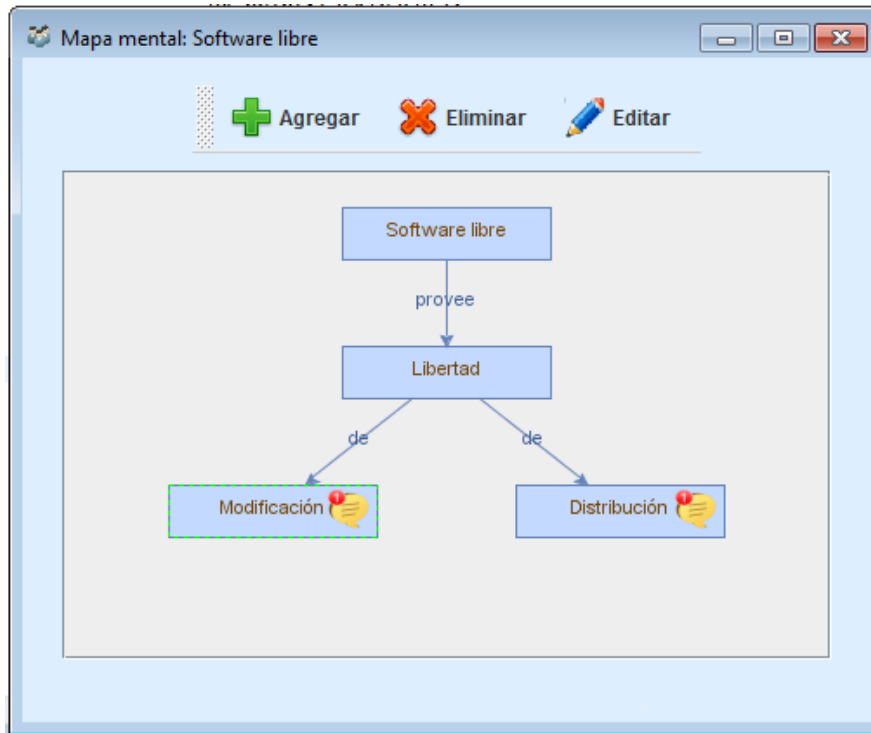 Mapa mental: Software libre
Agregar Eliminar Editar
Software libre
provee
Libertad
de de
Modificación Distribución